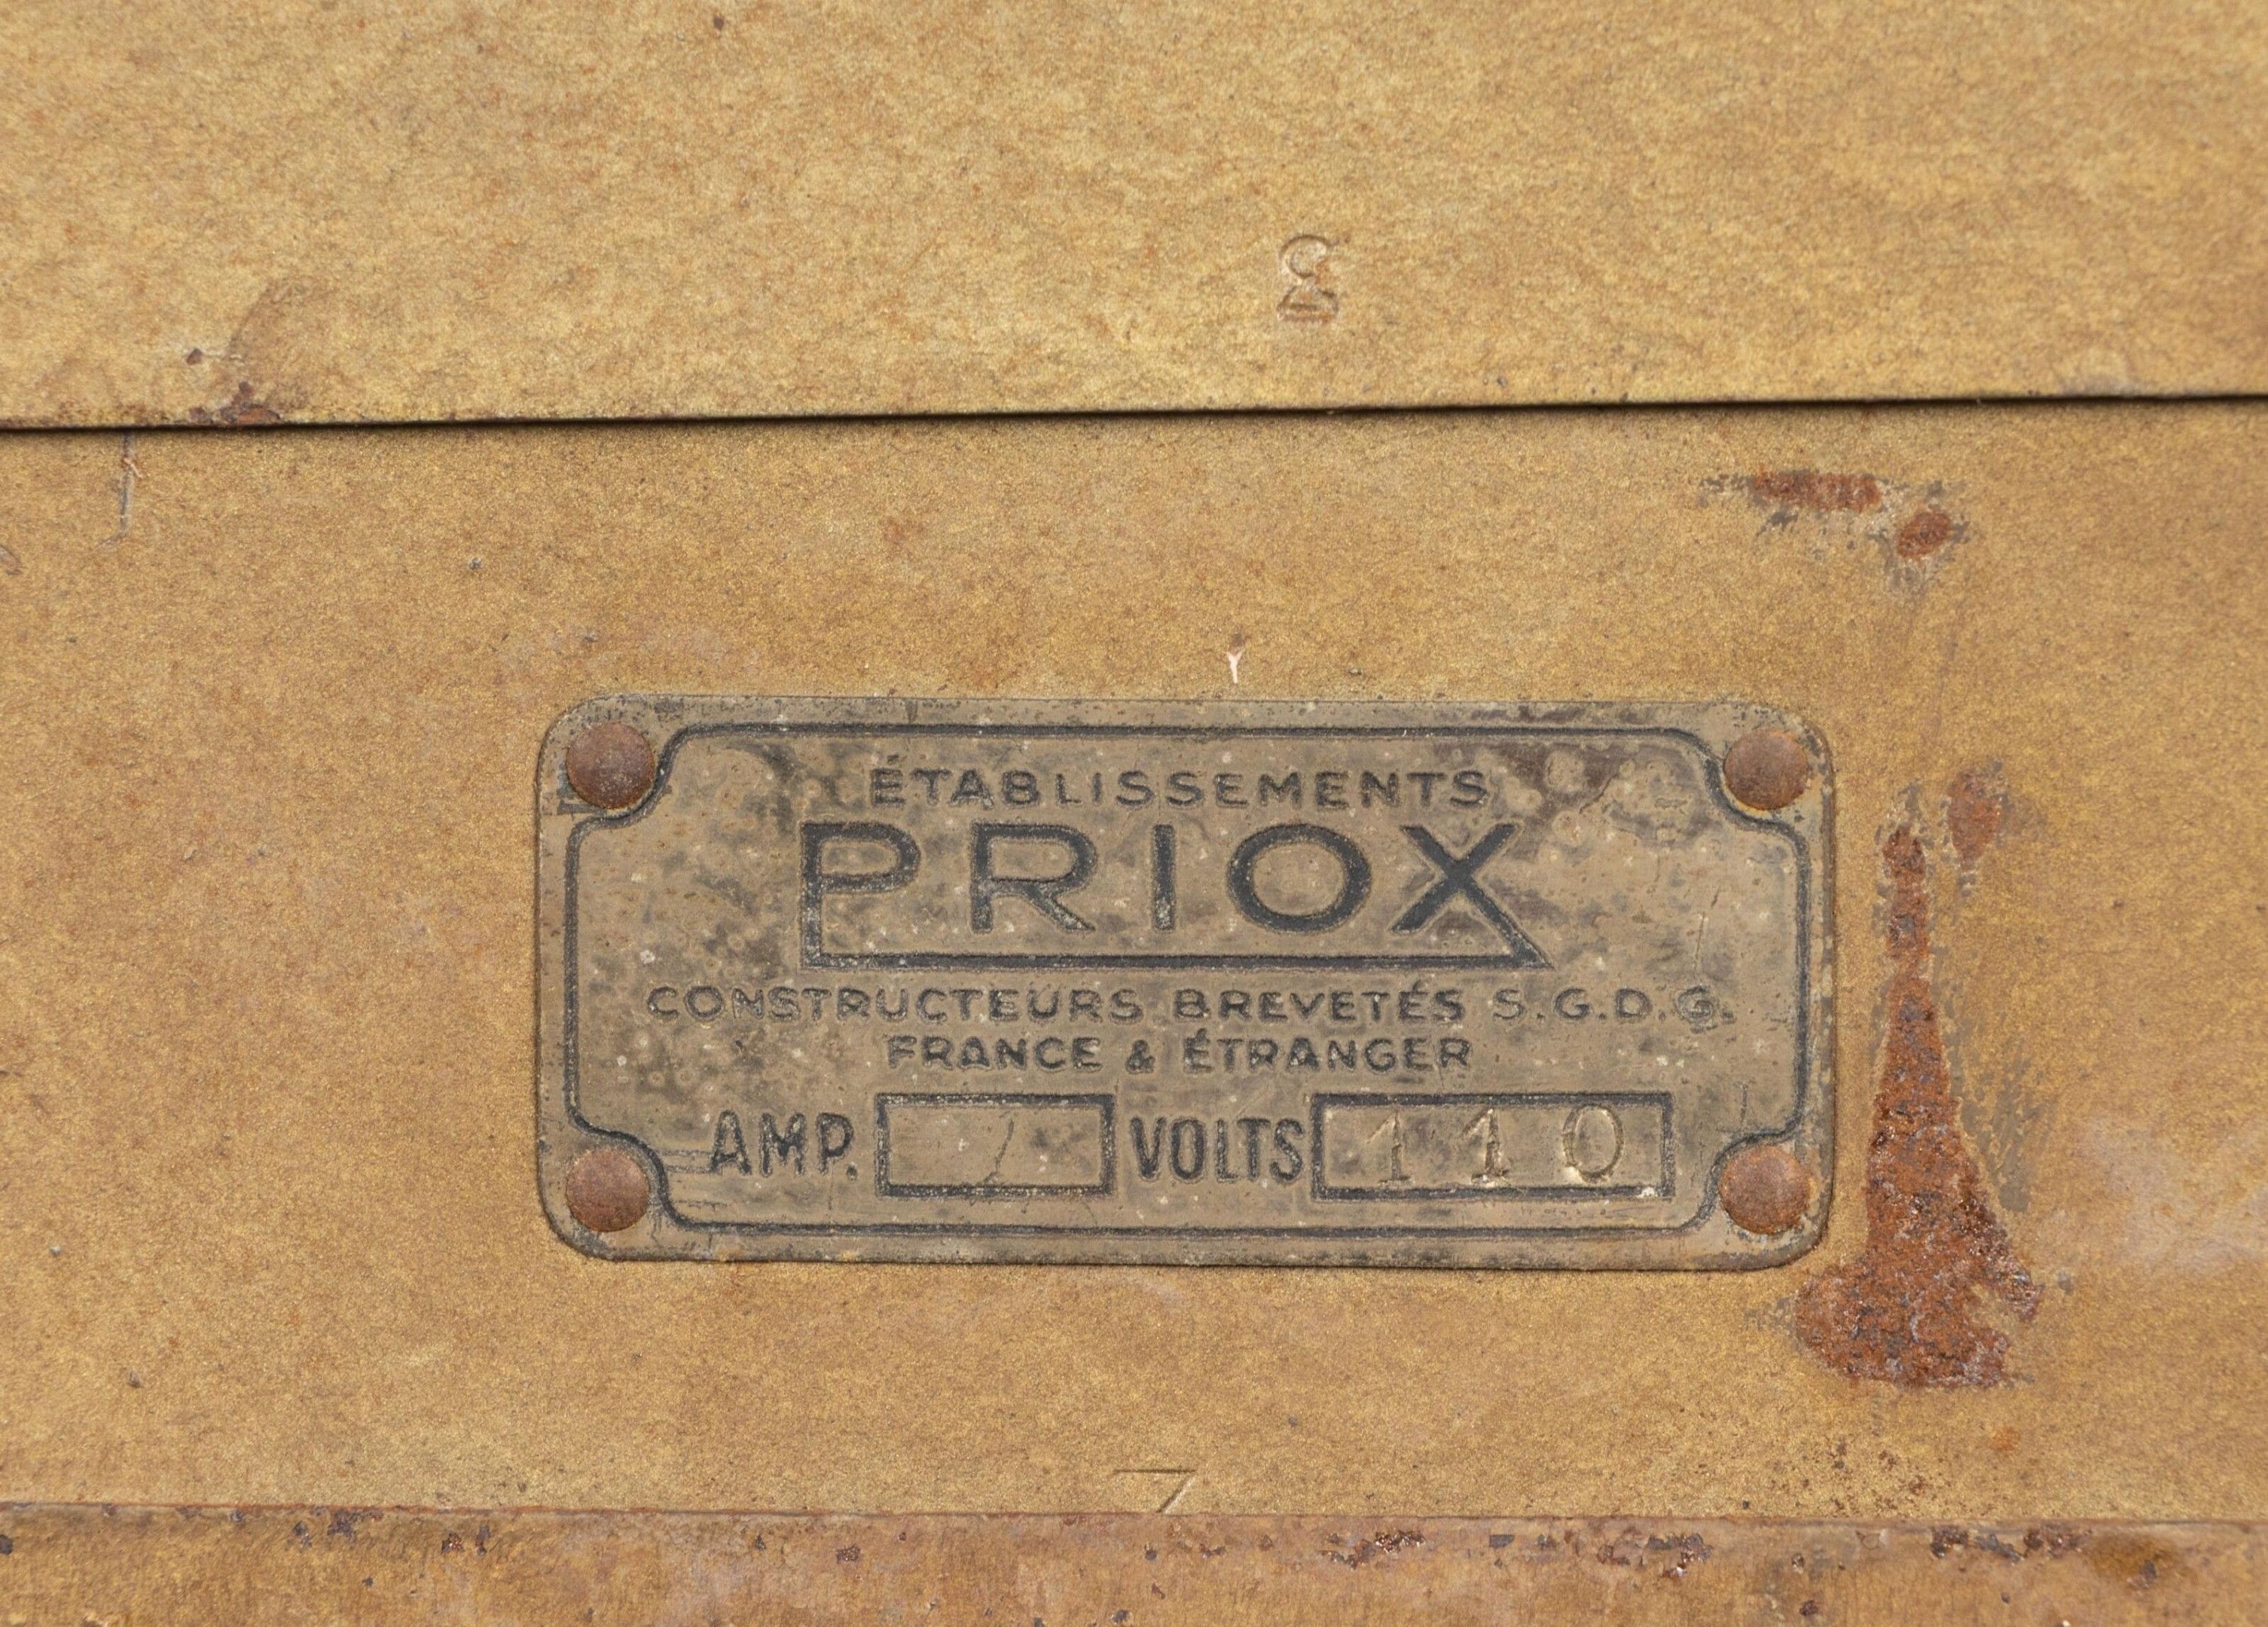 ÉTABLISSEMENTS
PRIOX
CONSTRUCTEURS BREVETÉS S.G.D.G.
FRANCE & ÉTRANGER
AMP. VOLTS 110